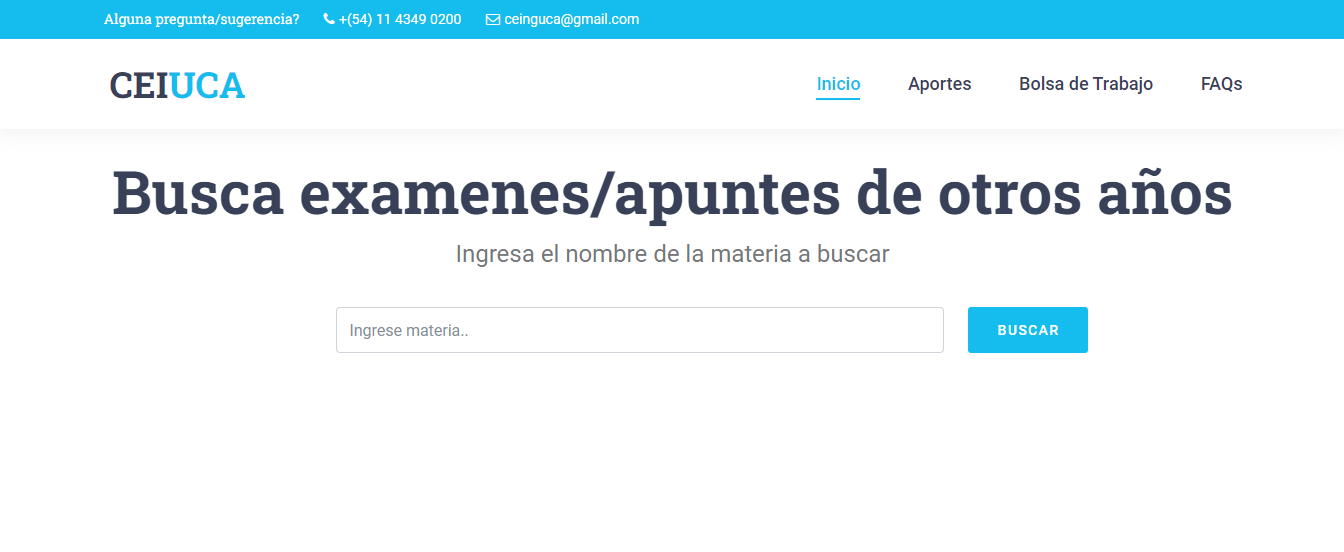 Alguna pregunta/sugerencia? +(54) 11 4349 0200 ceinguca@gmail.com
CEIUCA Inicio Aportes Bolsa de Trabajo FAQs
Busca examenes/apuntes de otros años
Ingresa el nombre de la materia a buscar
Ingrese materia.. BUSCAR